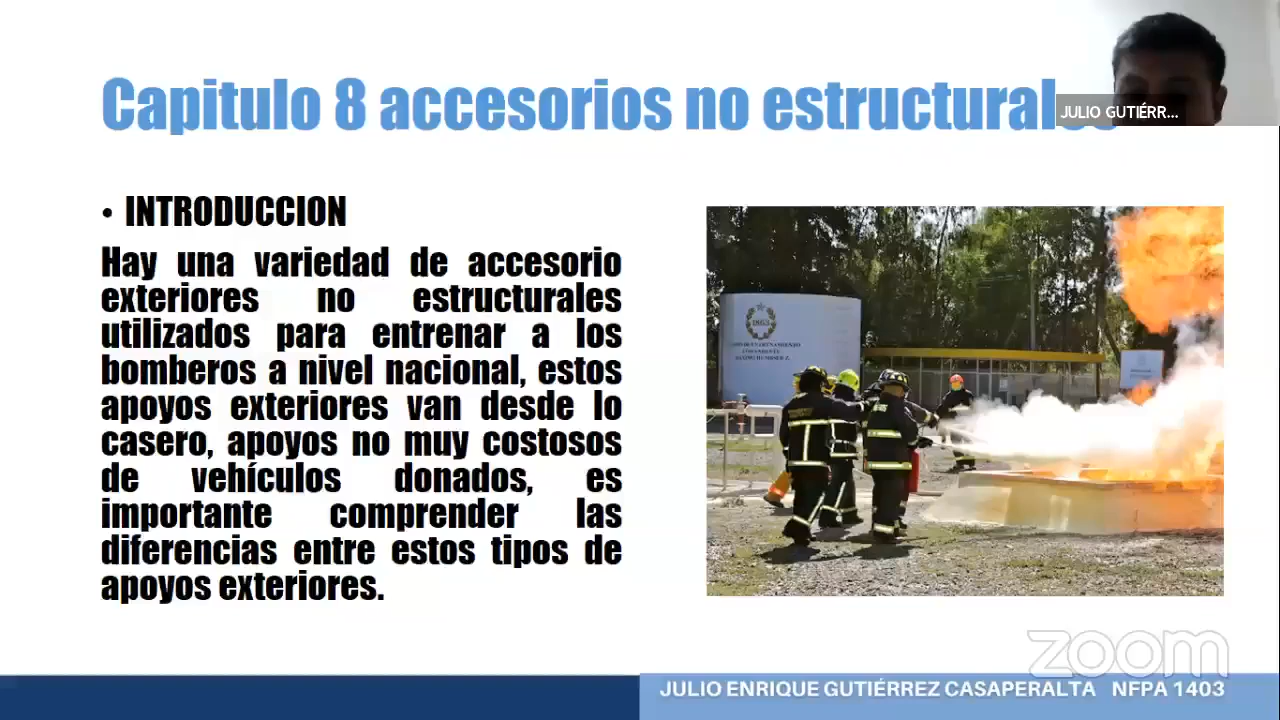 Capitulo 8 accesorios no estructurales
JULIO GUTIÉRR...
• INTRODUCCION
Hay una variedad de accesorio
exteriores no estructurales
utilizados para entrenar a los
bomberos a nivel nacional, estos
apoyos exteriores van desde lo
casero, apoyos no muy costosos
de vehículos donados, es
importante comprender las
diferencias entre estos tipos de
apoyos exteriores.
zoom
JULIO ENRIQUE GUTIÉRREZ CASAPERALTA NFPA 1403